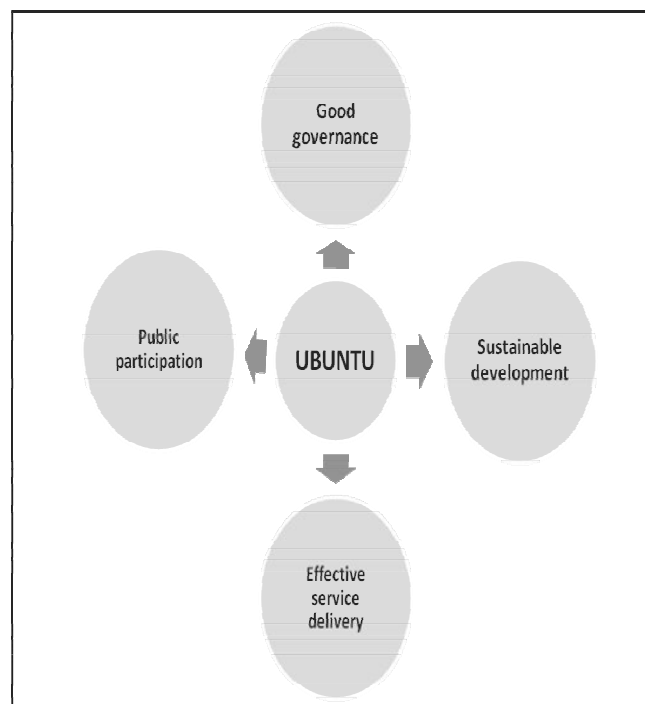 Good
governance
Public
participation
UBUNTU
Sustainable
development
Effective
service
delivery